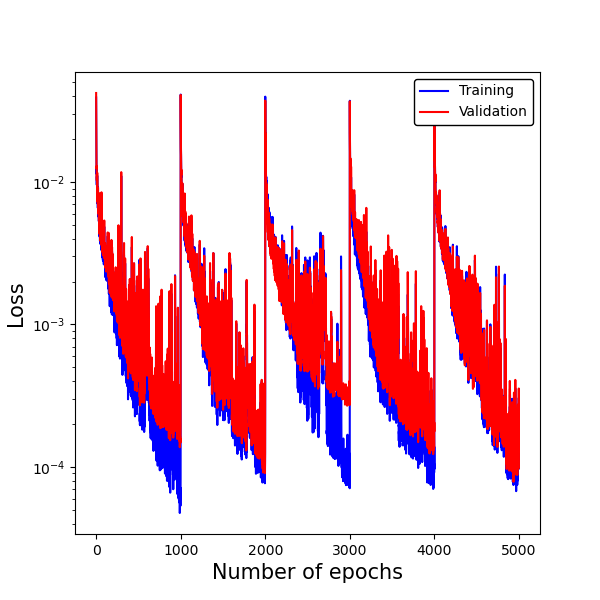 Training
Validation
Loss
10⁻²
10⁻³
10⁻⁴
0 1000 2000 3000 4000 5000
Number of epochs